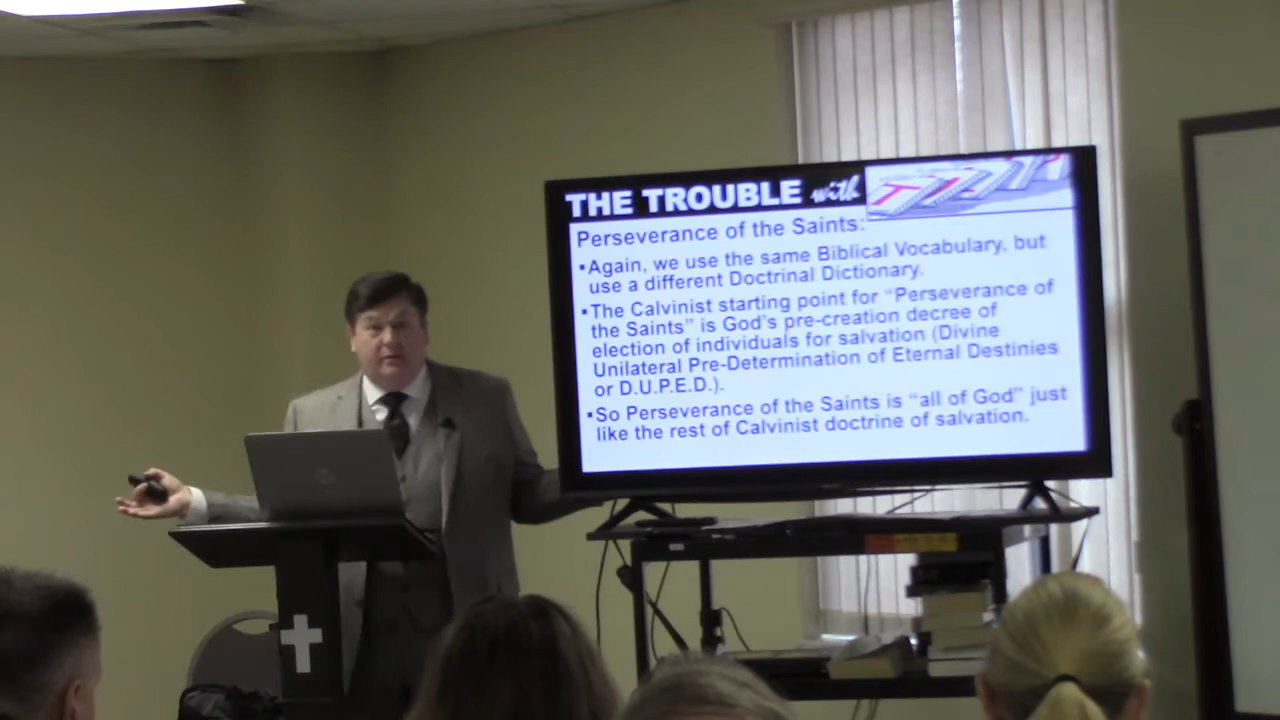 THE TROUBLE with TULIP
Perseverance of the Saints:
▪Again, we use the same Biblical Vocabulary, but
use a different Doctrinal Dictionary.
▪The Calvinist starting point for “Perseverance of
the Saints” is God’s pre-creation decree of
election of individuals for salvation (Divine
Unilateral Pre-Determination of Eternal Destinies
or D.U.P.E.D.).
▪So Perseverance of the Saints is “all of God” just
like the rest of Calvinist doctrine of salvation.